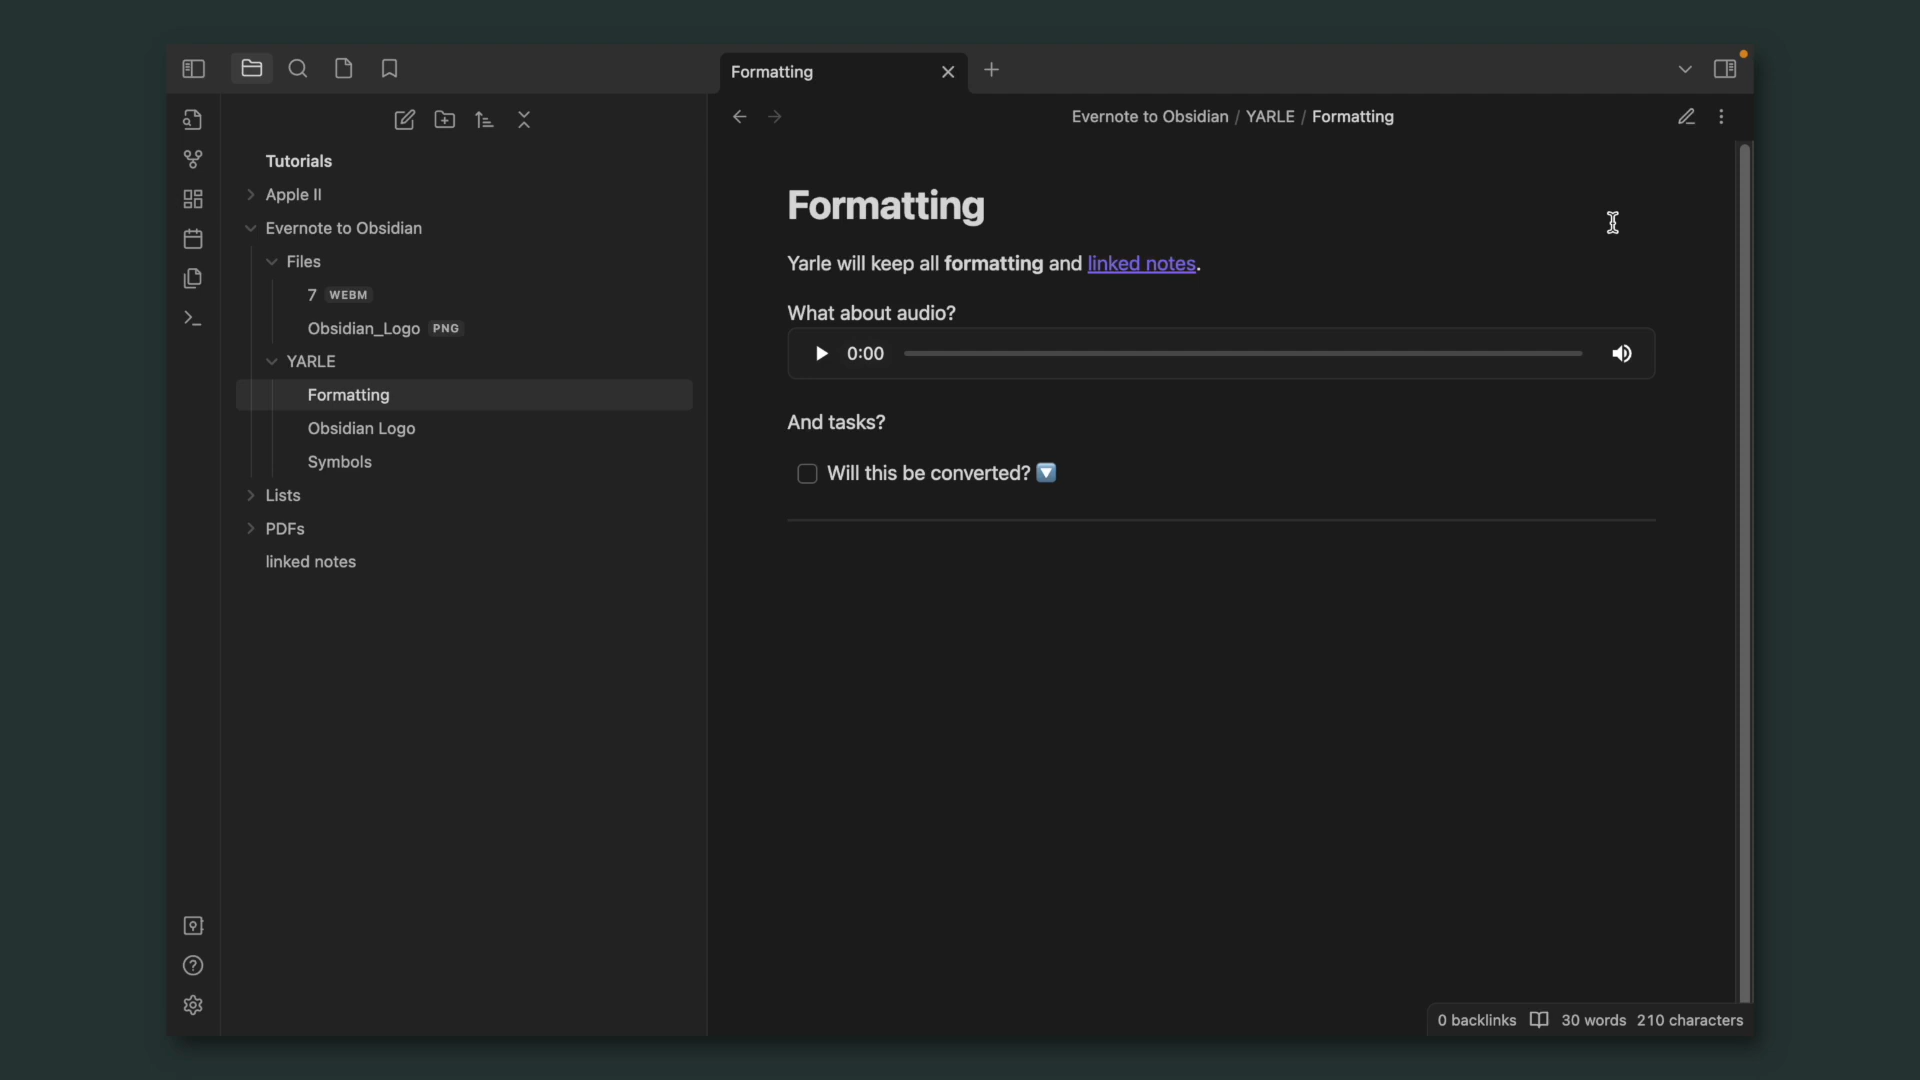 Formatting
Evernote to Obsidian / YARLE / Formatting
Tutorials
Apple II
Evernote to Obsidian
Files
7 WEBM
Obsidian_Logo PNG
YARLE
Formatting
Obsidian Logo
Symbols
Lists
PDFs
linked notes
Formatting
Yarle will keep all formatting and linked notes.
What about audio?
0:00
And tasks?
Will this be converted? 🔽
0 backlinks 30 words 210 characters